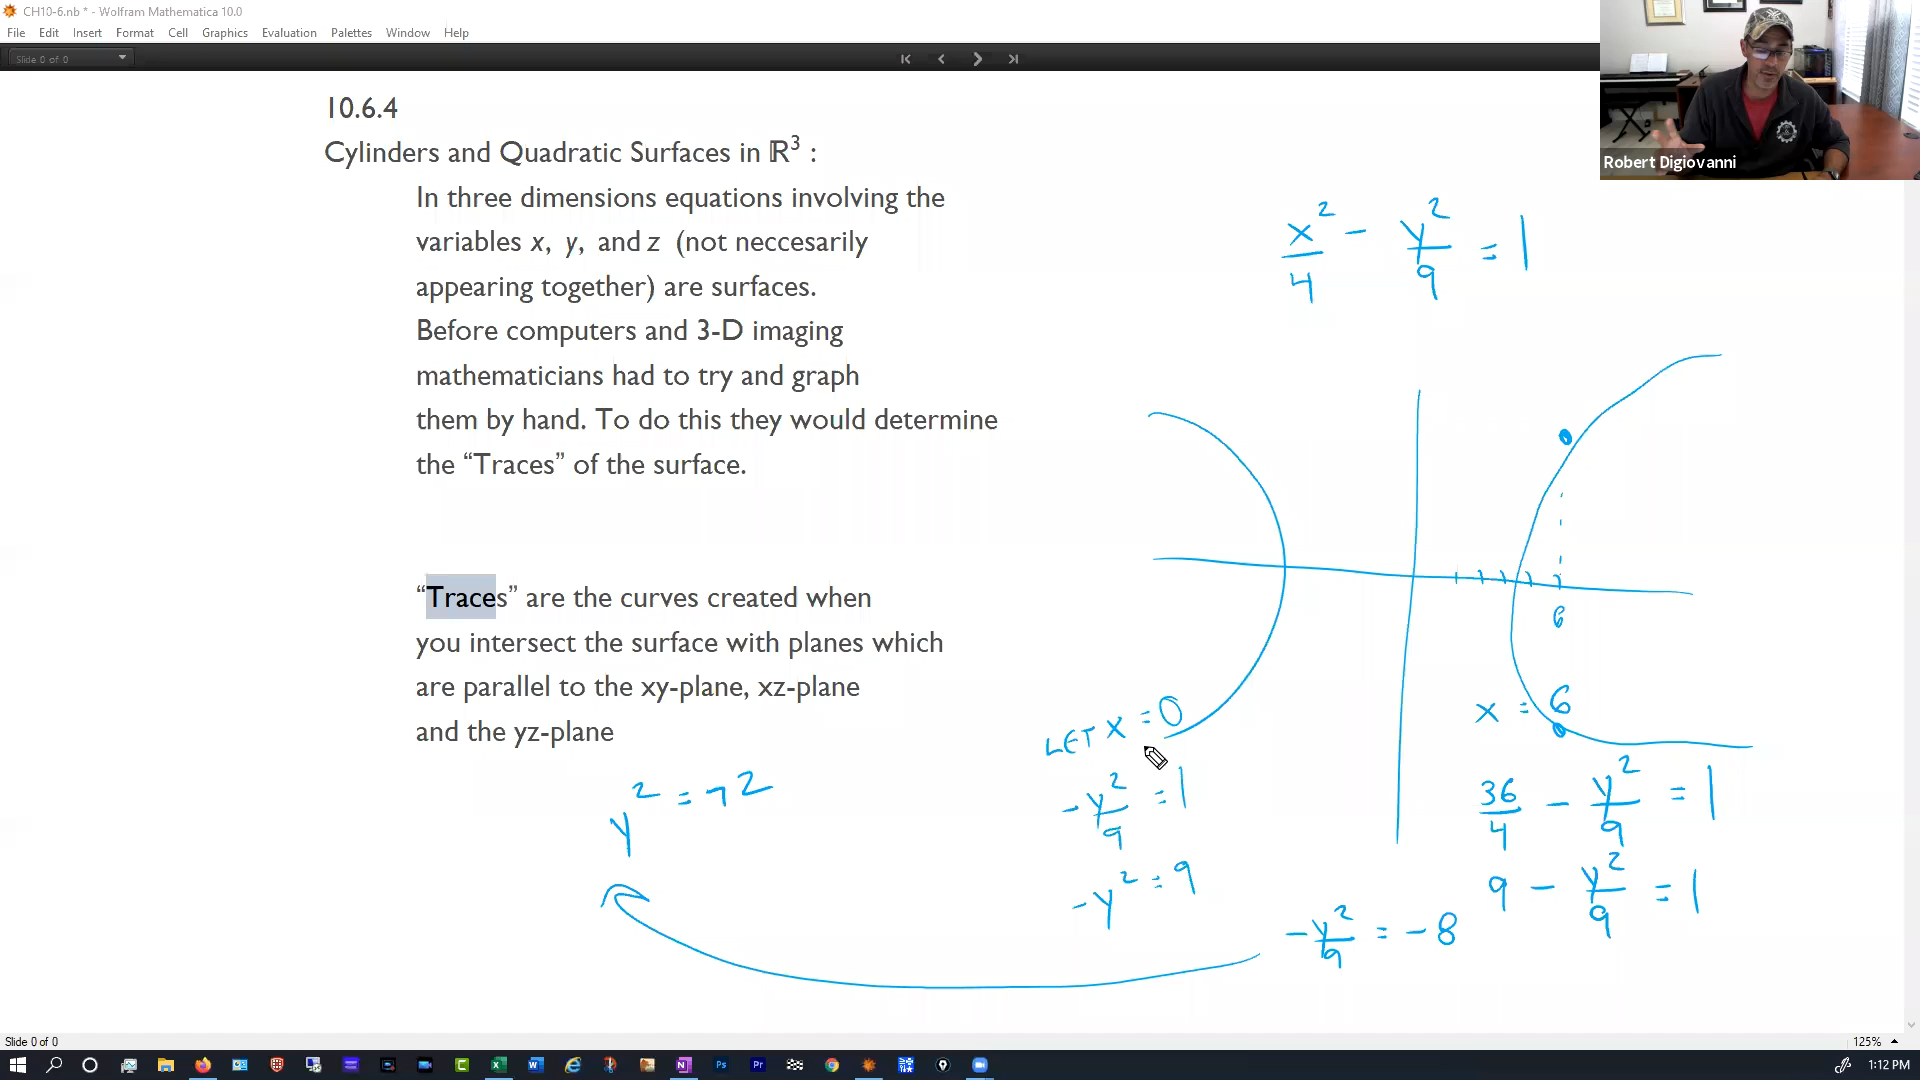 CH10-6.nb * - Wolfram Mathematica 10.0
File Edit Insert Format Cell Graphics Evaluation Palettes Window Help
Slide 0 of 0
Robert Digiovanni
10.6.4
Cylinders and Quadratic Surfaces in ℝ³ :
In three dimensions equations involving the
variables x, y, and z (not neccesarily
appearing together) are surfaces.
Before computers and 3-D imaging
mathematicians had to try and graph
them by hand. To do this they would determine
the “Traces” of the surface.
“Traces” are the curves created when
you intersect the surface with planes which
are parallel to the xy-plane, xz-plane
and the yz-plane
y² = 72
x²/4 - y²/9 = 1
6
LET x = 0
-y²/9 = 1
-y² = 9
x = 6
36/4 - y²/9 = 1
9 - y²/9 = 1
-y²/9 = -8
Slide 0 of 0
125%
1:12 PM